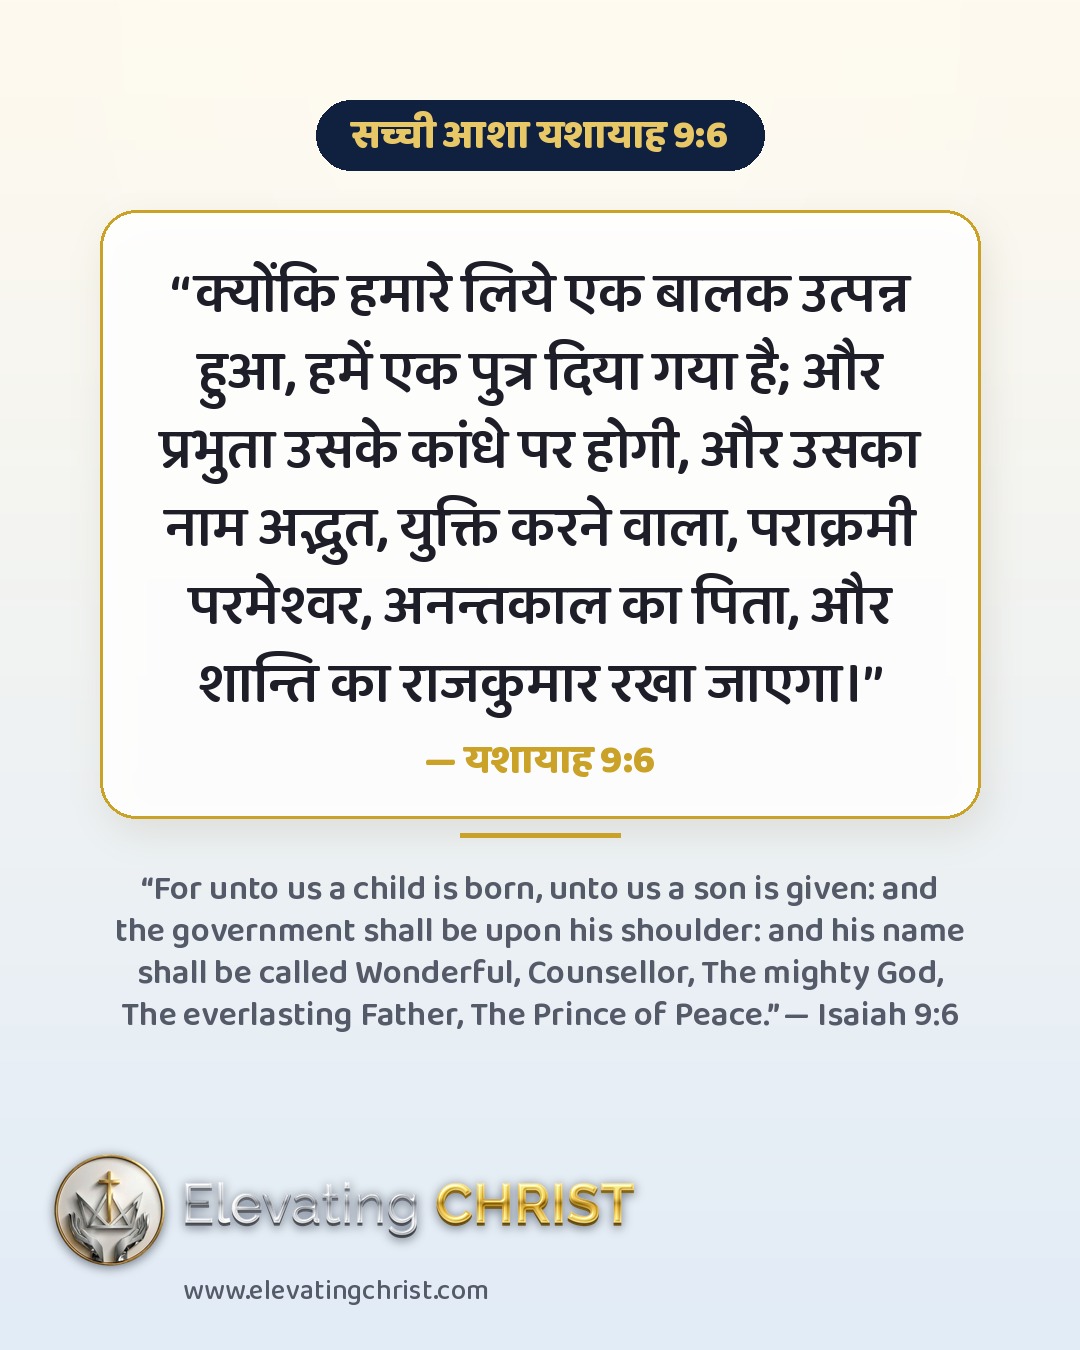 सच्ची आशा यशायाह 9:6
“क्योंकि हमारे लिये एक बालक उत्पन्न
हुआ, हमें एक पुत्र दिया गया है; और
प्रभुता उसके कांधे पर होगी, और उसका
नाम अद्भुत, युक्ति करने वाला, पराक्रमी
परमेश्वर, अनन्तकाल का पिता, और
शान्ति का राजकुमार रखा जाएगा।”
— यशायाह 9:6
“For unto us a child is born, unto us a son is given: and
the government shall be upon his shoulder: and his name
shall be called Wonderful, Counsellor, The mighty God,
The everlasting Father, The Prince of Peace.” — Isaiah 9:6
Elevating CHRIST
www.elevatingchrist.com